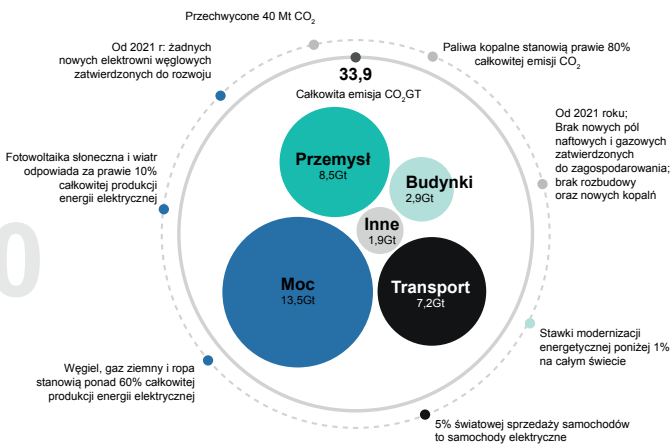 Przechwycone 40 Mt CO₂
Od 2021 r: żadnych
nowych elektrowni węglowych
zatwierdzonych do rozwoju
Paliwa kopalne stanowią prawie 80%
całkowitej emisji CO₂
33,9
Całkowita emisja CO₂GT
Od 2021 roku;
Brak nowych pól
naftowych i gazowych
zatwierdzonych
do zagospodarowania;
brak rozbudowy
oraz nowych kopalń
Fotowoltaika słoneczna i wiatr
odpowiada za prawie 10%
całkowitej produkcji
energii elektrycznej
Przemysł
8,5Gt
Budynki
2,9Gt
Inne
1,9Gt
0
Moc
13,5Gt
Transport
7,2Gt
Stawki modernizacji
energetycznej poniżej 1%
na całym świecie
Węgiel, gaz ziemny i ropa
stanowią ponad 60% całkowitej
produkcji energii elektrycznej
5% światowej sprzedaży samochodów
to samochody elektryczne